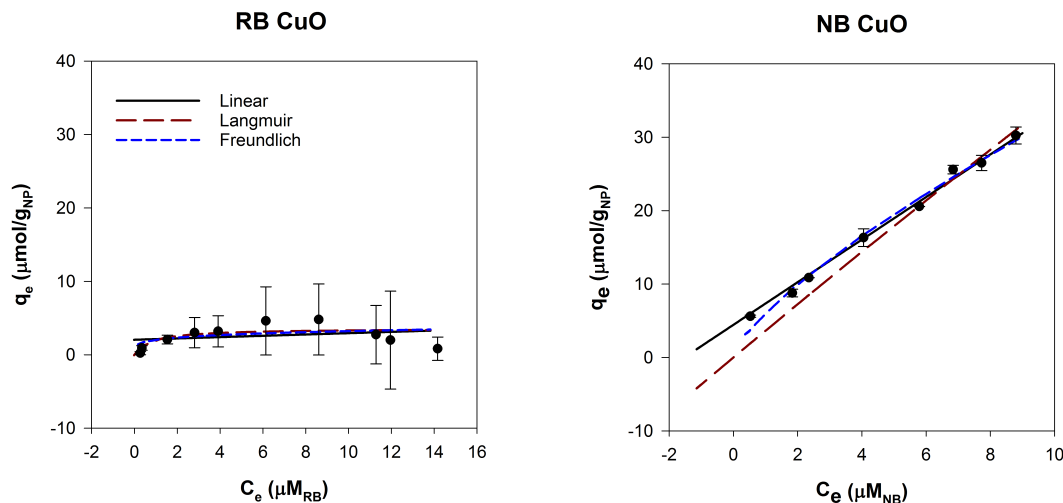 RB CuO
40
30
20
10
0
-10
qe (μmol/gNP)
Linear
Langmuir
Freundlich
-2 0 2 4 6 8 10 12 14 16
Ce (μMRB)
NB CuO
40
30
20
10
0
-10
qe (μmol/gNP)
-2 0 2 4 6 8 10
Ce (μMNB)